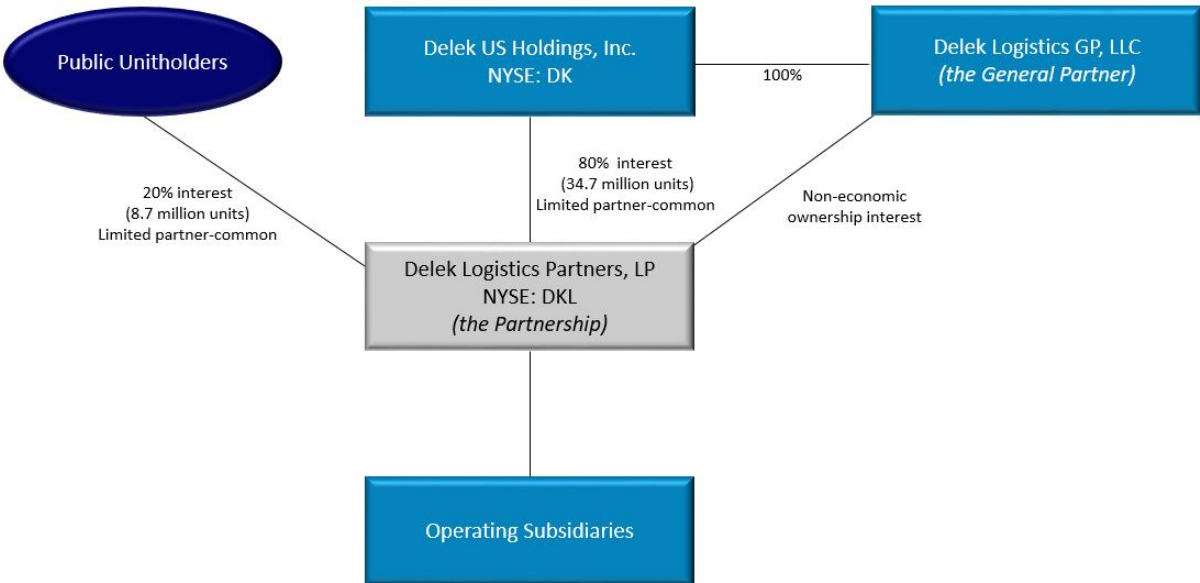 Public Unitholders
Delek US Holdings, Inc.
NYSE: DK
100%
Delek Logistics GP, LLC
(the General Partner)
20% interest
(8.7 million units)
Limited partner-common
80%  interest
(34.7 million units)
Limited partner-common
Non-economic
ownership interest
Delek Logistics Partners, LP
NYSE: DKL
(the Partnership)
Operating Subsidiaries